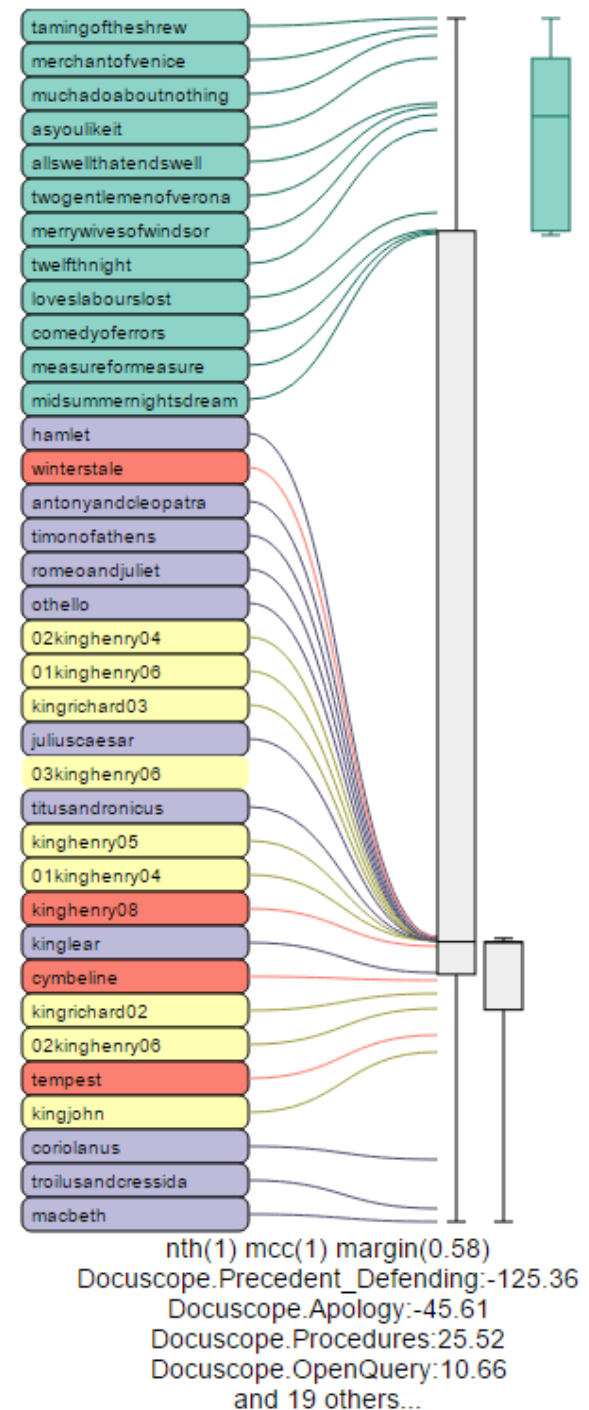 tamingoftheshrew
merchantofvenice
muchadoaboutnothing
asyoulikeit
allswellthatendswell
twogentlemenofverona
merrywivesofwindsor
twelfthnight
loveslabourslost
comedyoferrors
measureformeasure
midsummernightsdream
hamlet
winterstale
antonyandcleopatra
timonofathens
romeoandjuliet
othello
02kinghenry04
01kinghenry06
kingrichard03
juliuscaesar
03kinghenry06
titusandronicus
kinghenry05
01kinghenry04
kinghenry08
kinglear
cymbeline
kingrichard02
02kinghenry06
tempest
kingjohn
coriolanus
troilusandcressida
macbeth
nth(1) mcc(1) margin(0.58)
Docuscope.Precedent_Defending:-125.36
Docuscope.Apology:-45.61
Docuscope.Procedures:25.52
Docuscope.OpenQuery:10.66
and 19 others...